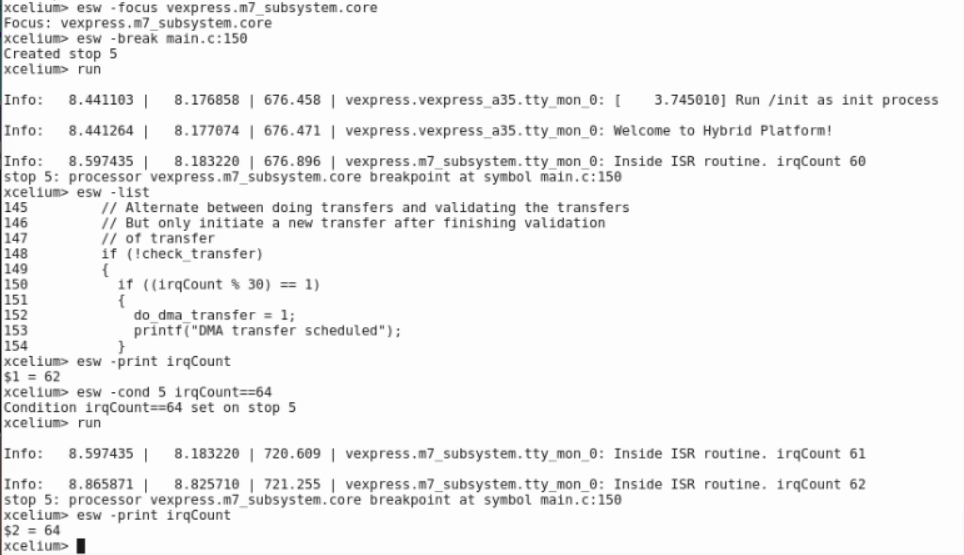 xcelium> esw -focus vexpress.m7_subsystem.core
Focus: vexpress.m7_subsystem.core
xcelium> esw -break main.c:150
Created stop 5
xcelium> run
Info:   8.441103 |   8.176858 | 676.458 | vexpress.vexpress_a35.tty_mon_0: [    3.745010] Run /init as init process
Info:   8.441264 |   8.177074 | 676.471 | vexpress.vexpress_a35.tty_mon_0: Welcome to Hybrid Platform!
Info:   8.597435 |   8.183220 | 676.896 | vexpress.m7_subsystem.tty_mon_0: Inside ISR routine. irqCount 60
stop 5: processor vexpress.m7_subsystem.core breakpoint at symbol main.c:150
xcelium> esw -list
145         // Alternate between doing transfers and validating the transfers
146         // But only initiate a new transfer after finishing validation
147         // of transfer
148         if (!check_transfer)
149         {
150           if ((irqCount % 30) == 1)
151           {
152             do_dma_transfer = 1;
153             printf("DMA transfer scheduled");
154           }
xcelium> esw -print irqCount
$1 = 62
xcelium> esw -cond 5 irqCount==64
Condition irqCount==64 set on stop 5
xcelium> run
Info:   8.597435 |   8.183220 | 720.609 | vexpress.m7_subsystem.tty_mon_0: Inside ISR routine. irqCount 61
Info:   8.865871 |   8.825710 | 721.255 | vexpress.m7_subsystem.tty_mon_0: Inside ISR routine. irqCount 62
stop 5: processor vexpress.m7_subsystem.core breakpoint at symbol main.c:150
xcelium> esw -print irqCount
$2 = 64
xcelium>